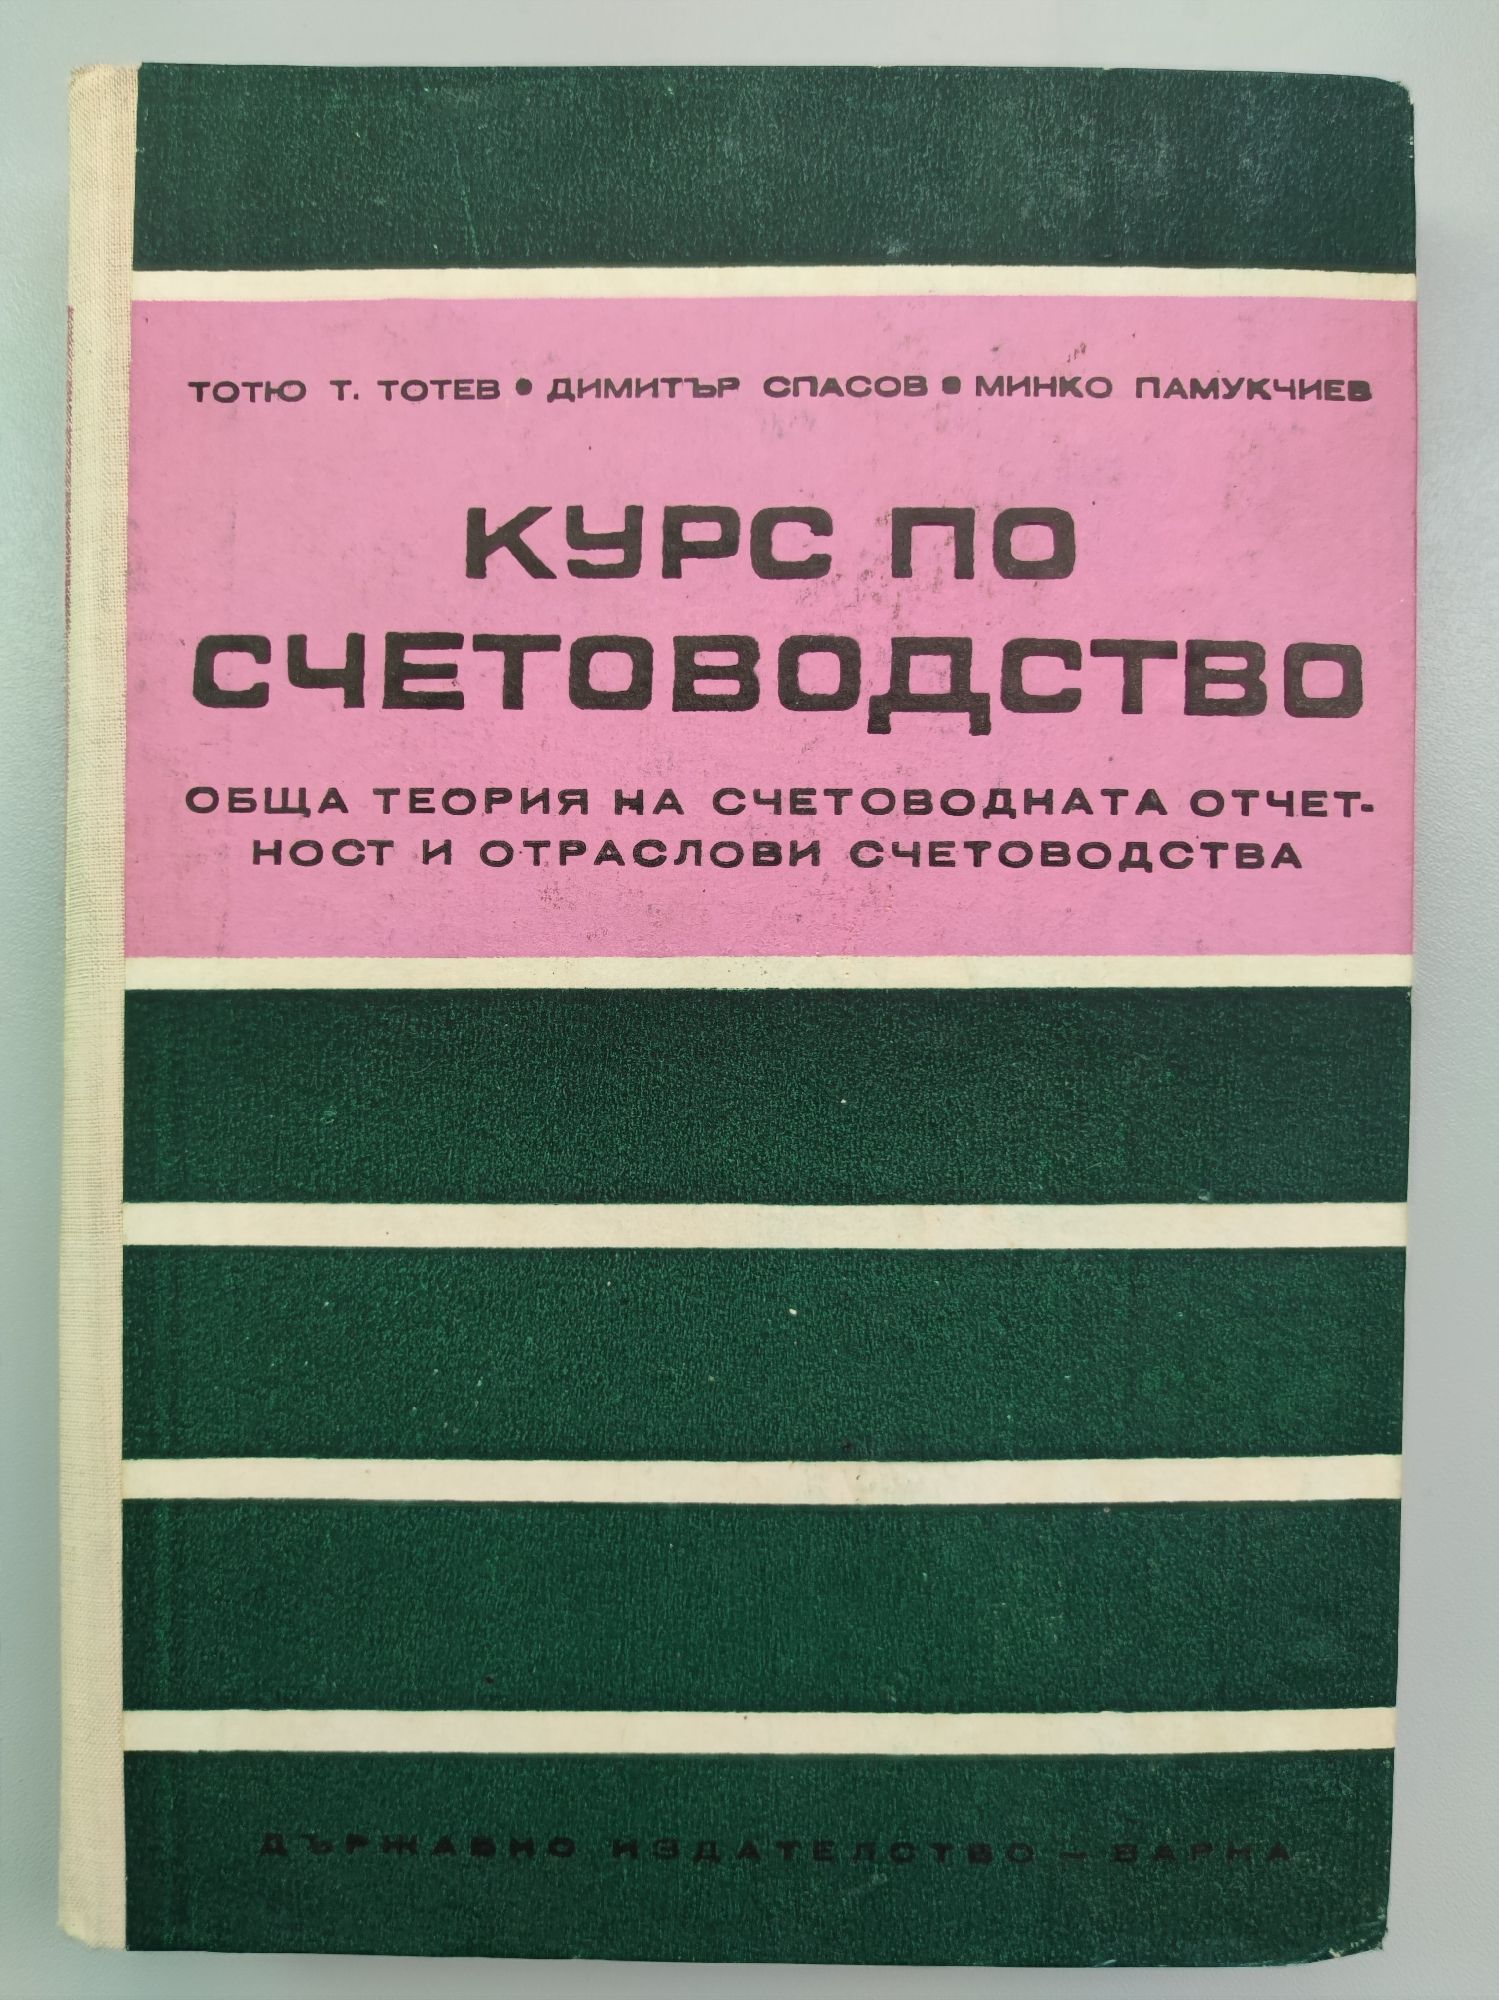 ТОТЮ Т. ТОТЕВ • ДИМИТЪР СПАСОВ • МИНКО ПАМУКЧИЕВ
КУРС ПО
СЧЕТОВОДСТВО
ОБЩА ТЕОРИЯ НА СЧЕТОВОДНАТА ОТЧЕТ-
НОСТ И ОТРАСЛОВИ СЧЕТОВОДСТВА
ДЪРЖАВНО ИЗДАТЕЛСТВО – ВАРНА